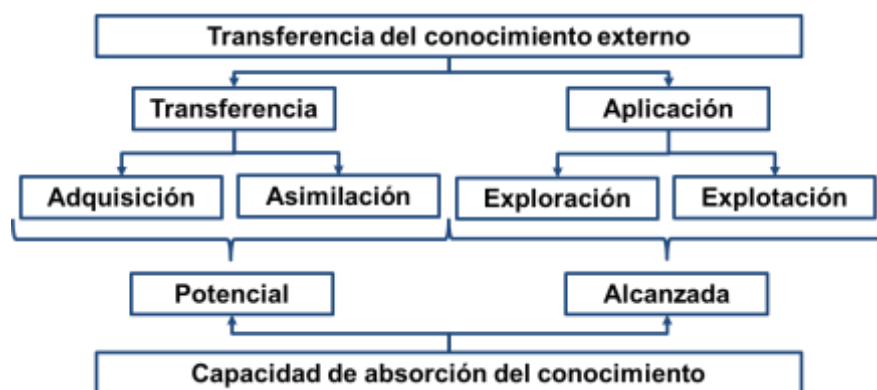 Transferencia del conocimiento externo
Transferencia
Aplicación
Adquisición
Asimilación
Exploración
Explotación
Potencial
Alcanzada
Capacidad de absorción del conocimiento